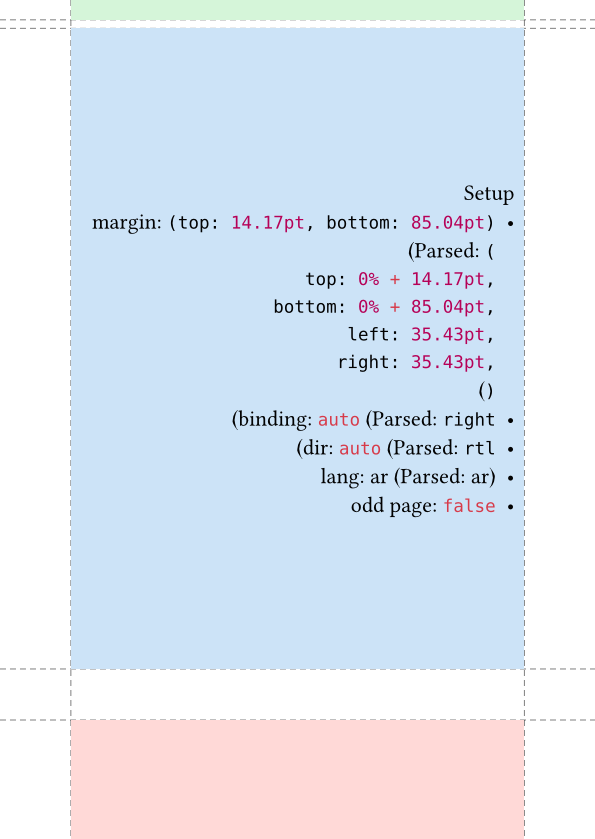 Setup
• margin: (top: 14.17pt, bottom: 85.04pt)
(Parsed: (
top: 0% + 14.17pt,
bottom: 0% + 85.04pt,
left: 35.43pt,
right: 35.43pt,
()
• (binding: auto (Parsed: right
• (dir: auto (Parsed: rtl
• lang: ar (Parsed: ar)
• odd page: false